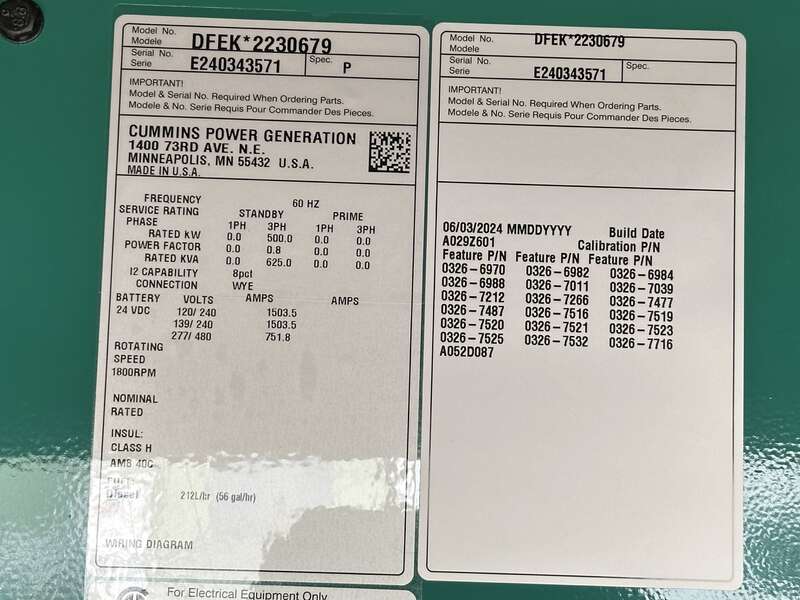 Model No.
Modele
DFEK*2230679
Serial No.
Serie
E240343571
Spec.
P
IMPORTANT!
Model & Serial No. Required When Ordering Parts.
Modele & No. Serie Requis Pour Commander Des Pieces.
CUMMINS POWER GENERATION
1400 73RD AVE. N.E.
MINNEAPOLIS, MN 55432 U.S.A.
MADE IN U.S.A.
FREQUENCY 60 HZ
SERVICE RATING STANDBY PRIME
PHASE 1PH 3PH 1PH 3PH
RATED KW 0.0 500.0 0.0 0.0
POWER FACTOR 0.0 0.8 0.0 0.0
RATED KVA 0.0 625.0 0.0 0.0
I2 CAPABILITY 8pct
CONNECTION WYE
BATTERY VOLTS AMPS AMPS
24 VDC 120/ 240 1503.5
139/ 240 1503.5
277/ 480 751.8
ROTATING
SPEED
1800RPM
NOMINAL
RATED
INSUL:
CLASS H
AMB 40C
Diesel 212L/hr (56 gal/hr)
WIRING DIAGRAM
For Electrical Equipment Only
Model No.
Modele
DFEK*2230679
Serial No.
Serie
E240343571
Spec.
IMPORTANT!
Model & Serial No. Required When Ordering Parts.
Modele & No. Serie Requis Pour Commander Des Pieces.
06/03/2024 MMDDYYYY Build Date
A029Z601 Calibration P/N
Feature P/N Feature P/N Feature P/N
0326-6970 0326-6982 0326-6984
0326-6988 0326-7011 0326-7039
0326-7212 0326-7266 0326-7477
0326-7487 0326-7516 0326-7519
0326-7520 0326-7521 0326-7523
0326-7525 0326-7532 0326-7716
A052D087